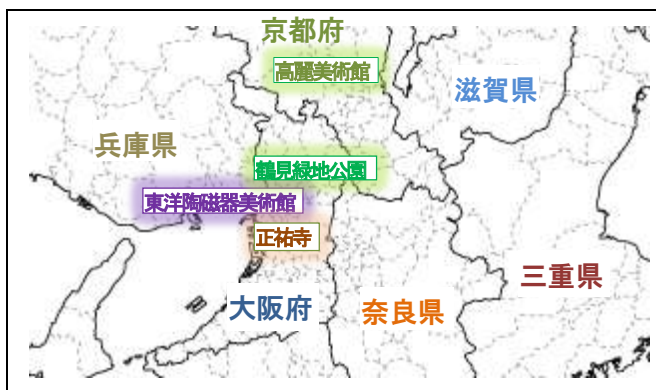 京都府
高麗美術館
滋賀県
兵庫県
鶴見緑地公園
東洋陶磁器美術館
正祐寺
三重県
大阪府
奈良県